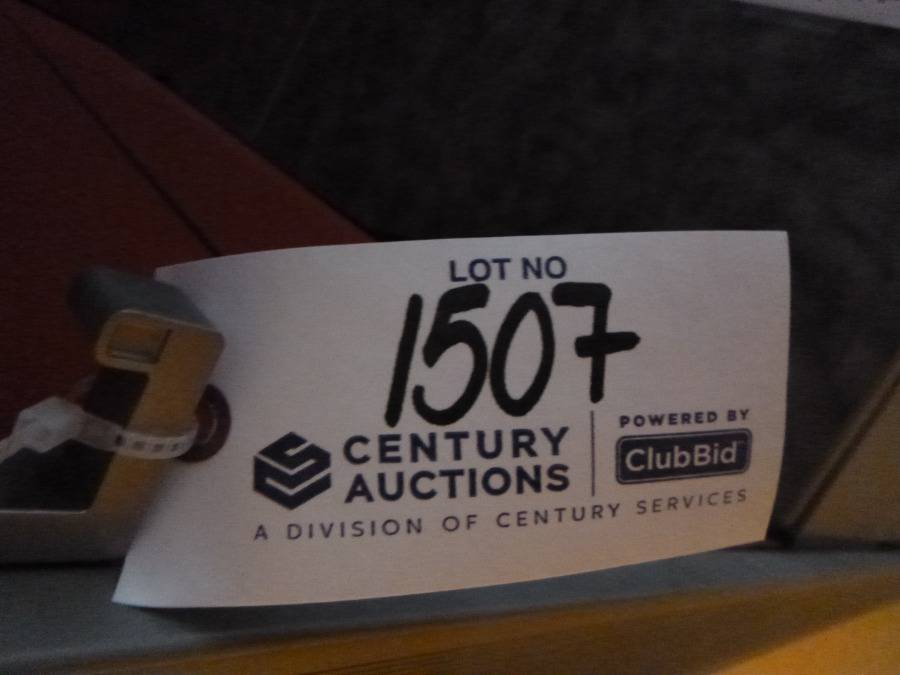 LOT NO
1507
CENTURY
AUCTIONS
POWERED BY
ClubBid
A DIVISION OF CENTURY SERVICES